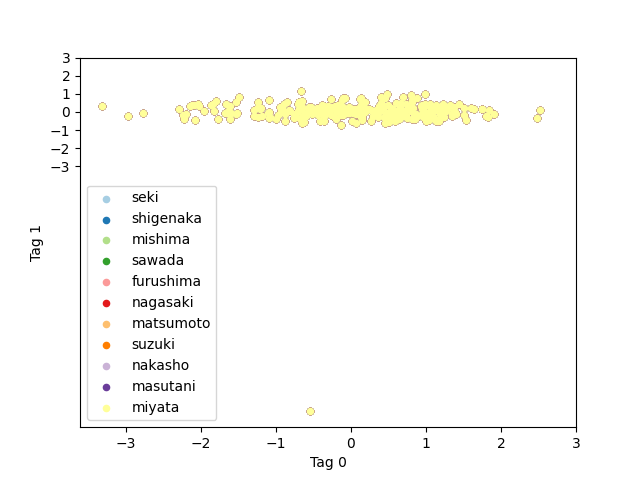 3
2
1
0
−1
−2
−3
Tag 1
seki
shigenaka
mishima
sawada
furushima
nagasaki
matsumoto
suzuki
nakasho
masutani
miyata
−3 −2 −1 0 1 2 3
Tag 0